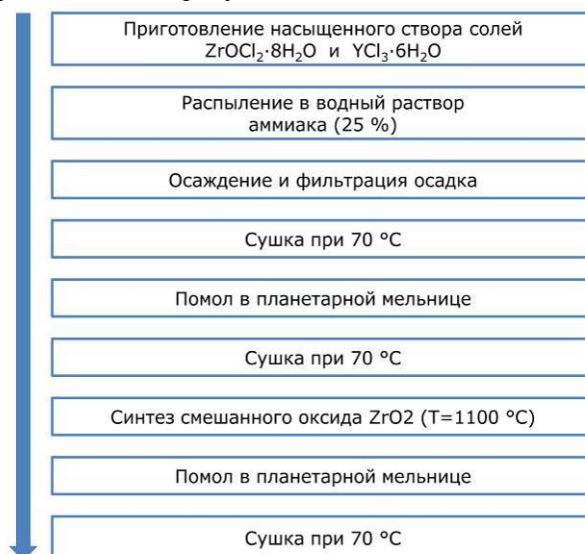 Приготовление насыщенного створа солей
ZrOCl₂·8H₂O и YCl₃·6H₂O
Распыление в водный раствор
аммиака (25 %)
Осаждение и фильтрация осадка
Сушка при 70 °C
Помол в планетарной мельнице
Сушка при 70 °C
Синтез смешанного оксида ZrO2 (T=1100 °C)
Помол в планетарной мельнице
Сушка при 70 °C